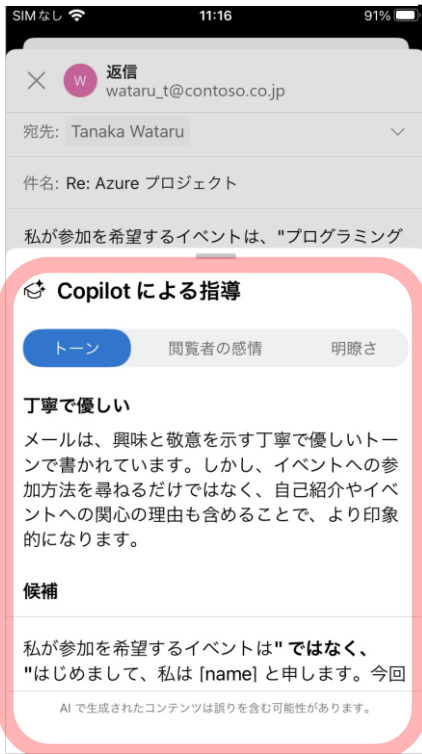 SIMなし 11:16 91%
W 返信
wataru_t@contoso.co.jp
宛先: Tanaka Wataru
件名: Re: Azure プロジェクト
私が参加を希望するイベントは、"プログラミング
Copilot による指導
トーン 閲覧者の感情 明瞭さ
丁寧で優しい
メールは、興味と敬意を示す丁寧で優しいトー
ンで書かれています。しかし、イベントへの参
加方法を尋ねるだけではなく、自己紹介やイベ
ントへの関心の理由も含めることで、より印象
的になります。
候補
私が参加を希望するイベントは" ではなく、
"はじめまして、私は [name] と申します。今回
AI で生成されたコンテンツは誤りを含む可能性があります。